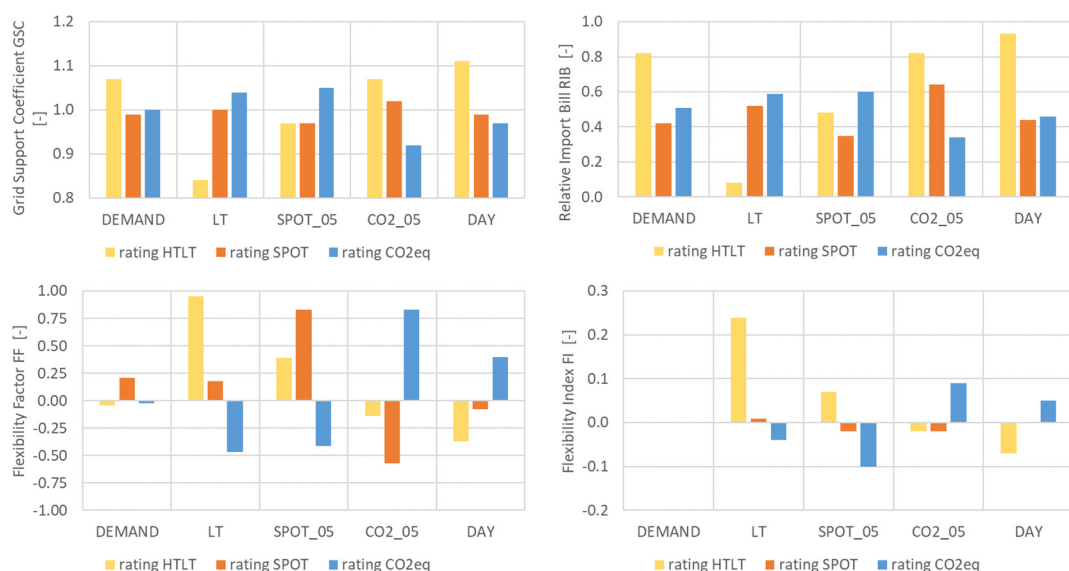 Grid Support Coefficient GSC
[-]
1.2
1.1
1.0
0.9
0.8
DEMAND LT SPOT_05 CO2_05 DAY
rating HTLT rating SPOT rating CO2eq
Relative Import Bill RIB [-]
1.0
0.8
0.6
0.4
0.2
0.0
DEMAND LT SPOT_05 CO2_05 DAY
rating HTLT rating SPOT rating CO2eq
Flexibility Factor FF [-]
1.00
0.75
0.50
0.25
0.00
-0.25
-0.50
-0.75
-1.00
DEMAND LT SPOT_05 CO2_05 DAY
rating HTLT rating SPOT rating CO2eq
Flexibility Index FI [-]
0.3
0.2
0.1
0.0
-0.1
-0.2
DEMAND LT SPOT_05 CO2_05 DAY
rating HTLT rating SPOT rating CO2eq